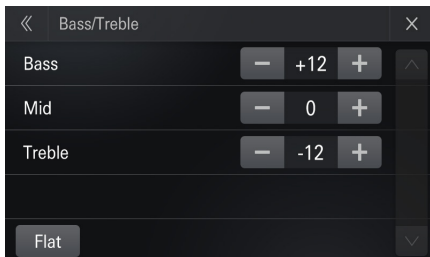 Bass/Treble
Bass - +12 +
Mid - 0 +
Treble - -12 +
Flat